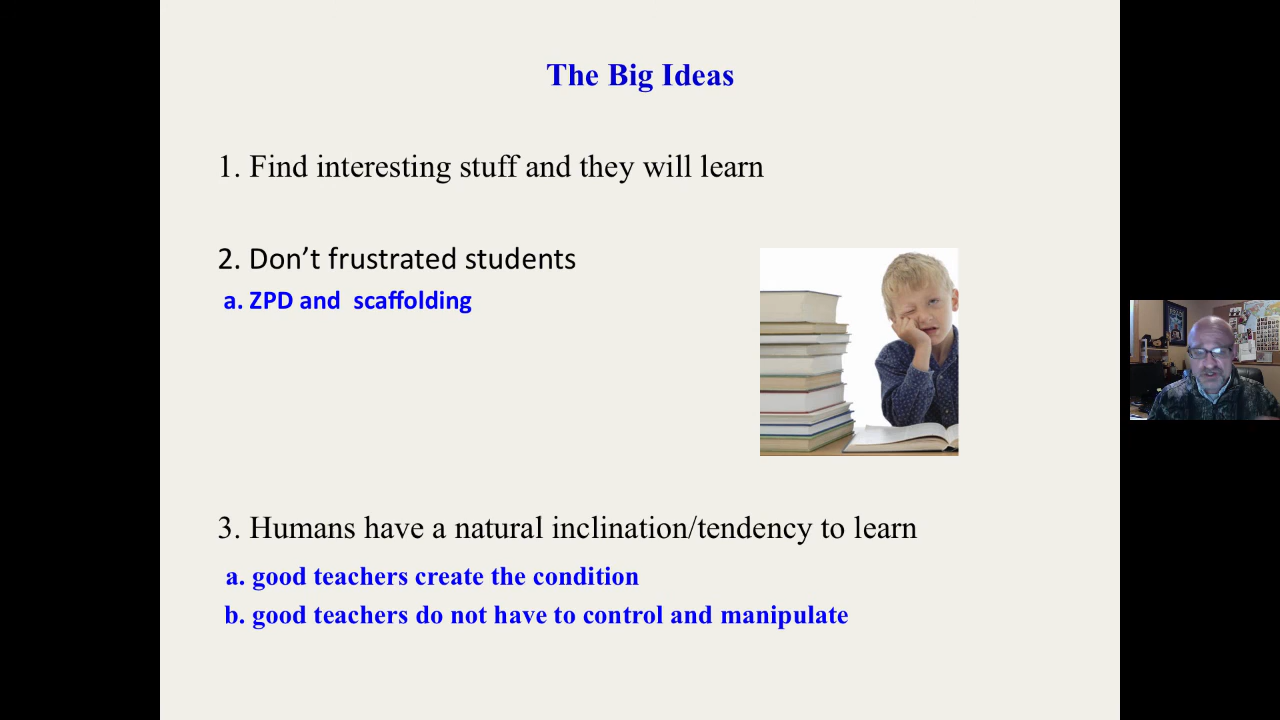 The Big Ideas
1. Find interesting stuff and they will learn
2. Don’t frustrated students
a. ZPD and scaffolding
3. Humans have a natural inclination/tendency to learn
a. good teachers create the condition
b. good teachers do not have to control and manipulate